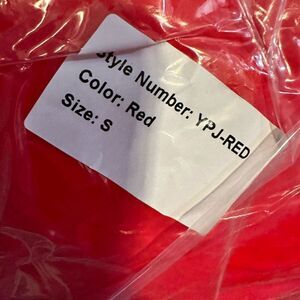 Style Number: YPJ-RED
Color: Red
Size: S